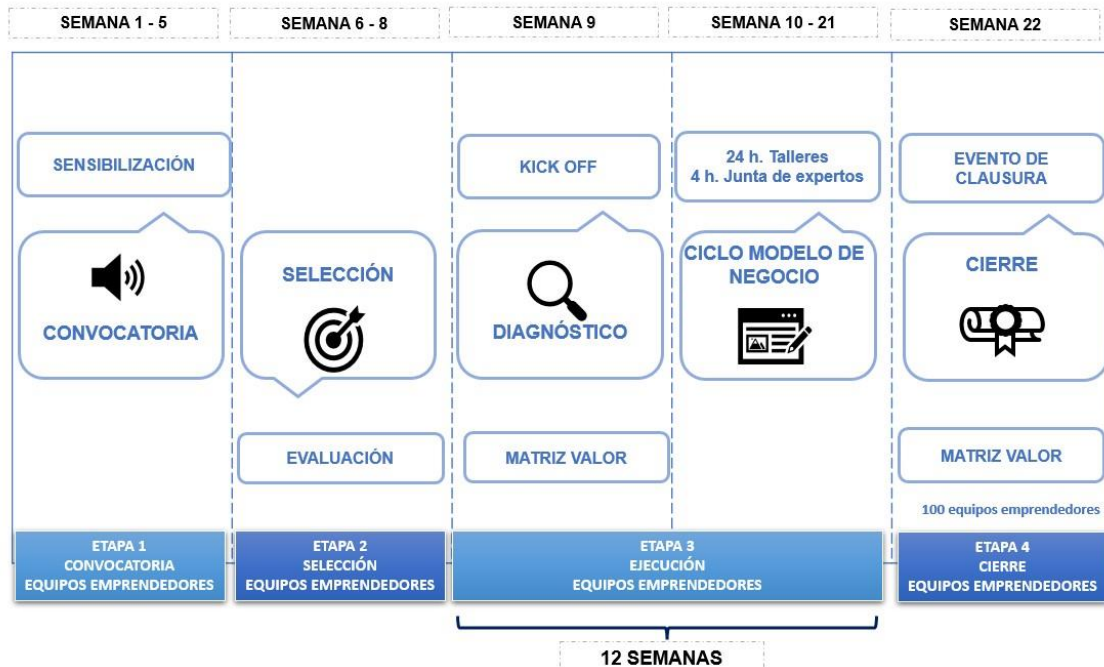 SEMANA 1 - 5
SEMANA 6 - 8
SEMANA 9
SEMANA 10 - 21
SEMANA 22
SENSIBILIZACIÓN
KICK OFF
24 h. Talleres
4 h. Junta de expertos
EVENTO DE
CLAUSURA
CONVOCATORIA
SELECCIÓN
DIAGNÓSTICO
CICLO MODELO DE
NEGOCIO
CIERRE
EVALUACIÓN
MATRIZ VALOR
MATRIZ VALOR
100 equipos emprendedores
ETAPA 1
CONVOCATORIA
EQUIPOS EMPRENDEDORES
ETAPA 2
SELECCIÓN
EQUIPOS EMPRENDEDORES
ETAPA 3
EJECUCIÓN
EQUIPOS EMPRENDEDORES
ETAPA 4
CIERRE
EQUIPOS EMPRENDEDORES
12 SEMANAS